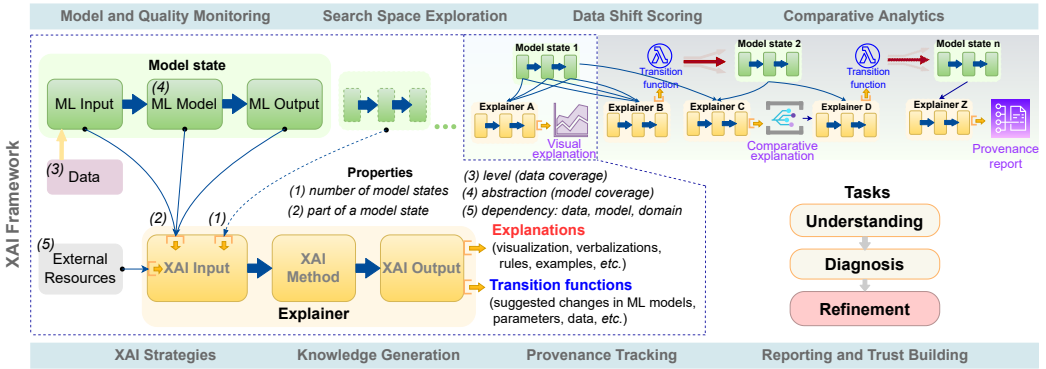 Model and Quality Monitoring
Search Space Exploration
Data Shift Scoring
Comparative Analytics
XAI Framework
Model state
(4)
ML Input
ML Model
ML Output
(3)
Data
(2)
(1)
(5)
External
Resources
XAI Input
XAI
Method
XAI Output
Explainer
Properties
(1) number of model states
(2) part of a model state
(3) level (data coverage)
(4) abstraction (model coverage)
(5) dependency: data, model, domain
Explanations
(visualization, verbalizations,
rules, examples, etc.)
Transition functions
(suggested changes in ML models,
parameters, data, etc.)
Model state 1
Explainer A
Visual
explanation
Explainer B
Transition
function
Model state 2
Explainer C
Comparative
explanation
Explainer D
Transition
function
Model state n
Explainer Z
Provenance
report
Tasks
Understanding
Diagnosis
Refinement
XAI Strategies
Knowledge Generation
Provenance Tracking
Reporting and Trust Building